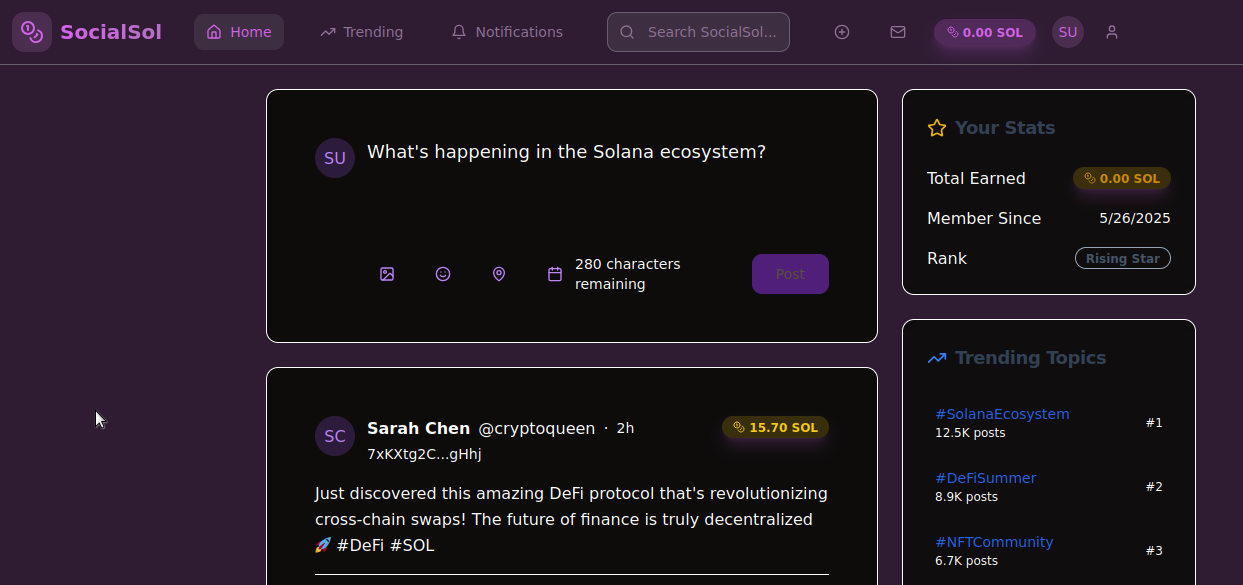 SocialSol
Home
Trending
Notifications
Search SocialSol...
0.00 SOL
SU
SU
What's happening in the Solana ecosystem?
280 characters
remaining
Post
SC
Sarah Chen @cryptoqueen · 2h
7xKXtg2C...gHhj
15.70 SOL
Just discovered this amazing DeFi protocol that's revolutionizing
cross-chain swaps! The future of finance is truly decentralized
🚀 #DeFi #SOL
Your Stats
Total Earned
0.00 SOL
Member Since
5/26/2025
Rank
Rising Star
Trending Topics
#SolanaEcosystem
12.5K posts
#1
#DeFiSummer
8.9K posts
#2
#NFTCommunity
6.7K posts
#3